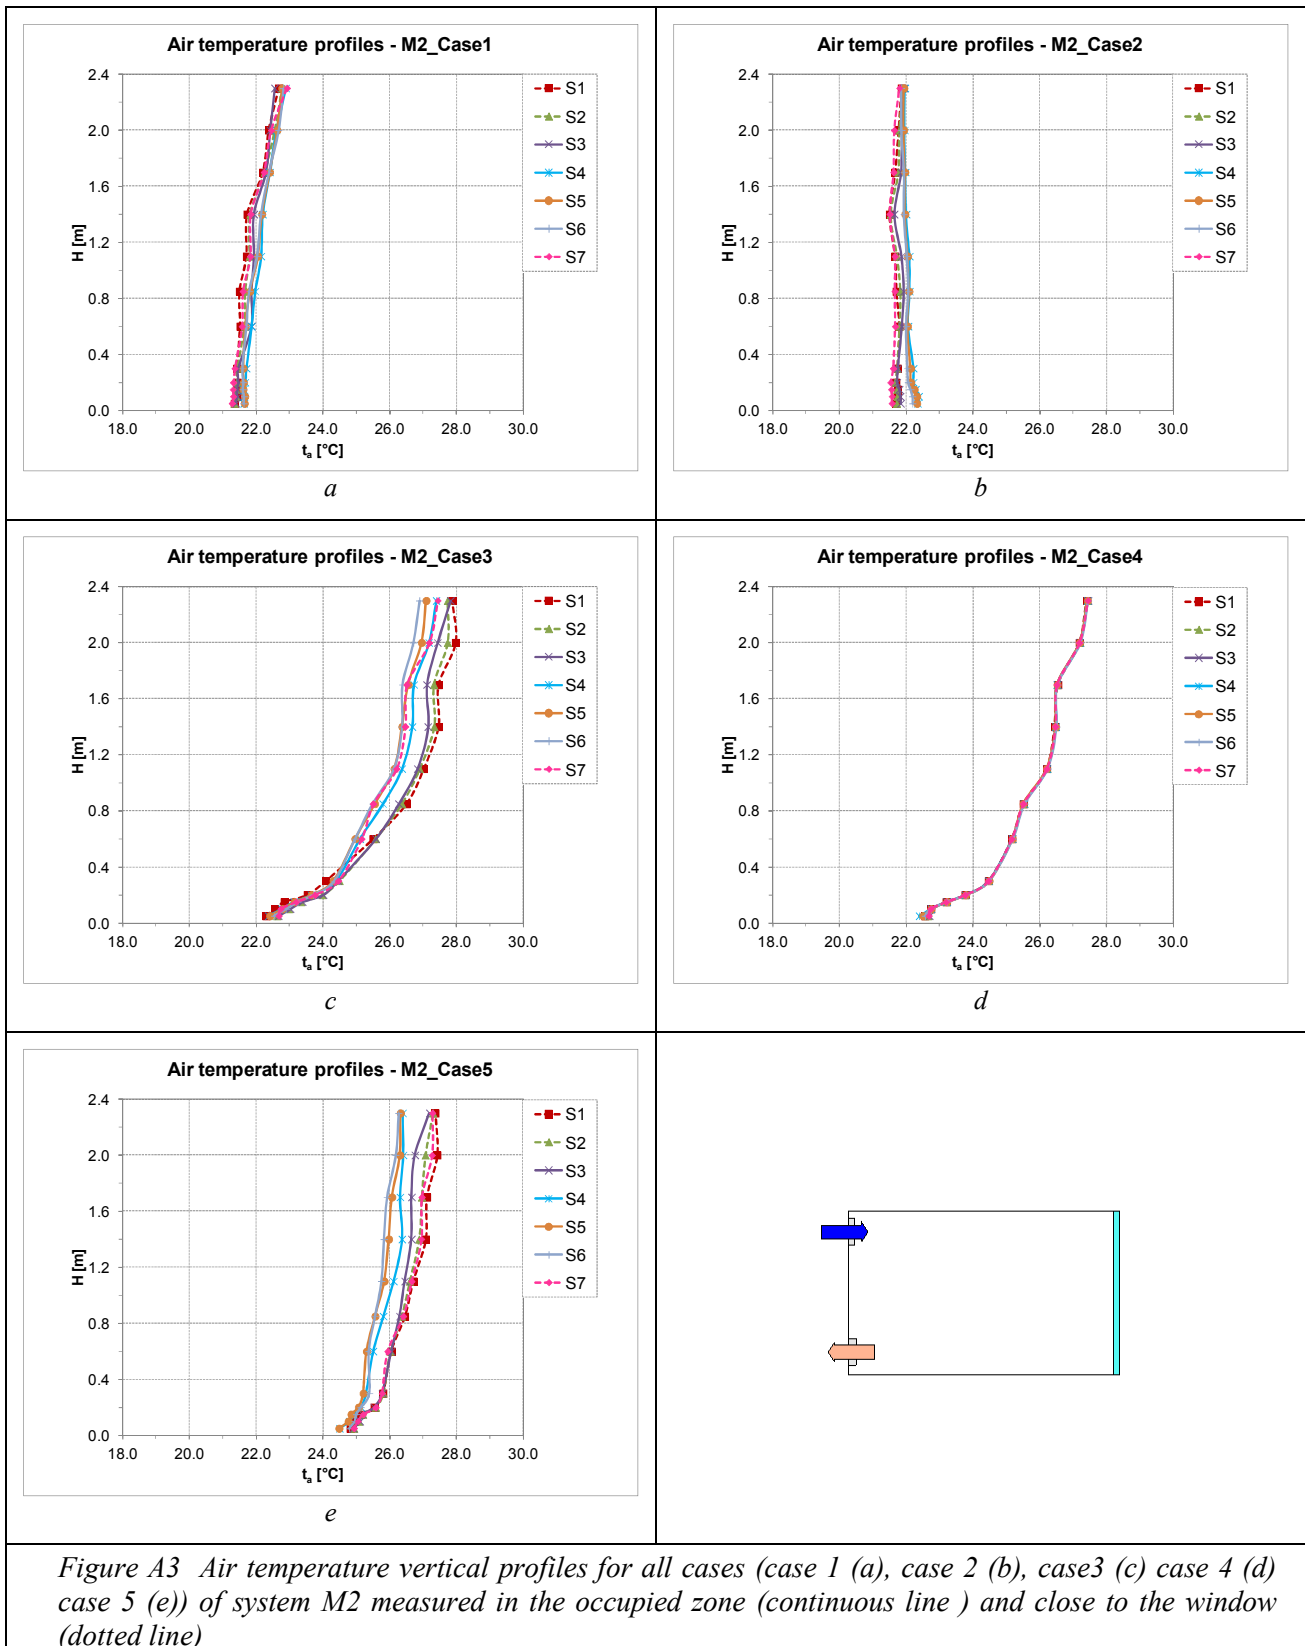 Air temperature profiles - M2_Case1
2.4
2.0
1.6
1.2
0.8
0.4
0.0
H [m]
18.0 20.0 22.0 24.0 26.0 28.0 30.0
tₐ [°C]
S1
S2
S3
S4
S5
S6
S7
a
Air temperature profiles - M2_Case2
2.4
2.0
1.6
1.2
0.8
0.4
0.0
H [m]
18.0 20.0 22.0 24.0 26.0 28.0 30.0
tₐ [°C]
S1
S2
S3
S4
S5
S6
S7
b
Air temperature profiles - M2_Case3
2.4
2.0
1.6
1.2
0.8
0.4
0.0
H [m]
18.0 20.0 22.0 24.0 26.0 28.0 30.0
tₐ [°C]
S1
S2
S3
S4
S5
S6
S7
c
Air temperature profiles - M2_Case4
2.4
2.0
1.6
1.2
0.8
0.4
0.0
H [m]
18.0 20.0 22.0 24.0 26.0 28.0 30.0
tₐ [°C]
S1
S2
S3
S4
S5
S6
S7
d
Air temperature profiles - M2_Case5
2.4
2.0
1.6
1.2
0.8
0.4
0.0
H [m]
18.0 20.0 22.0 24.0 26.0 28.0 30.0
tₐ [°C]
S1
S2
S3
S4
S5
S6
S7
e
Figure A3 Air temperature vertical profiles for all cases (case 1 (a), case 2 (b), case3 (c) case 4 (d)
case 5 (e)) of system M2 measured in the occupied zone (continuous line ) and close to the window
(dotted line)